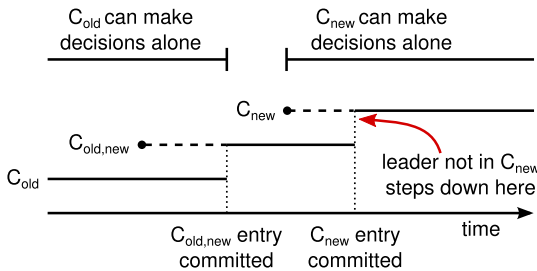 C_old can make
decisions alone
C_new can make
decisions alone
C_new
C_old,new
C_old
leader not in C_new
steps down here
time
C_old,new entry
committed
C_new entry
committed